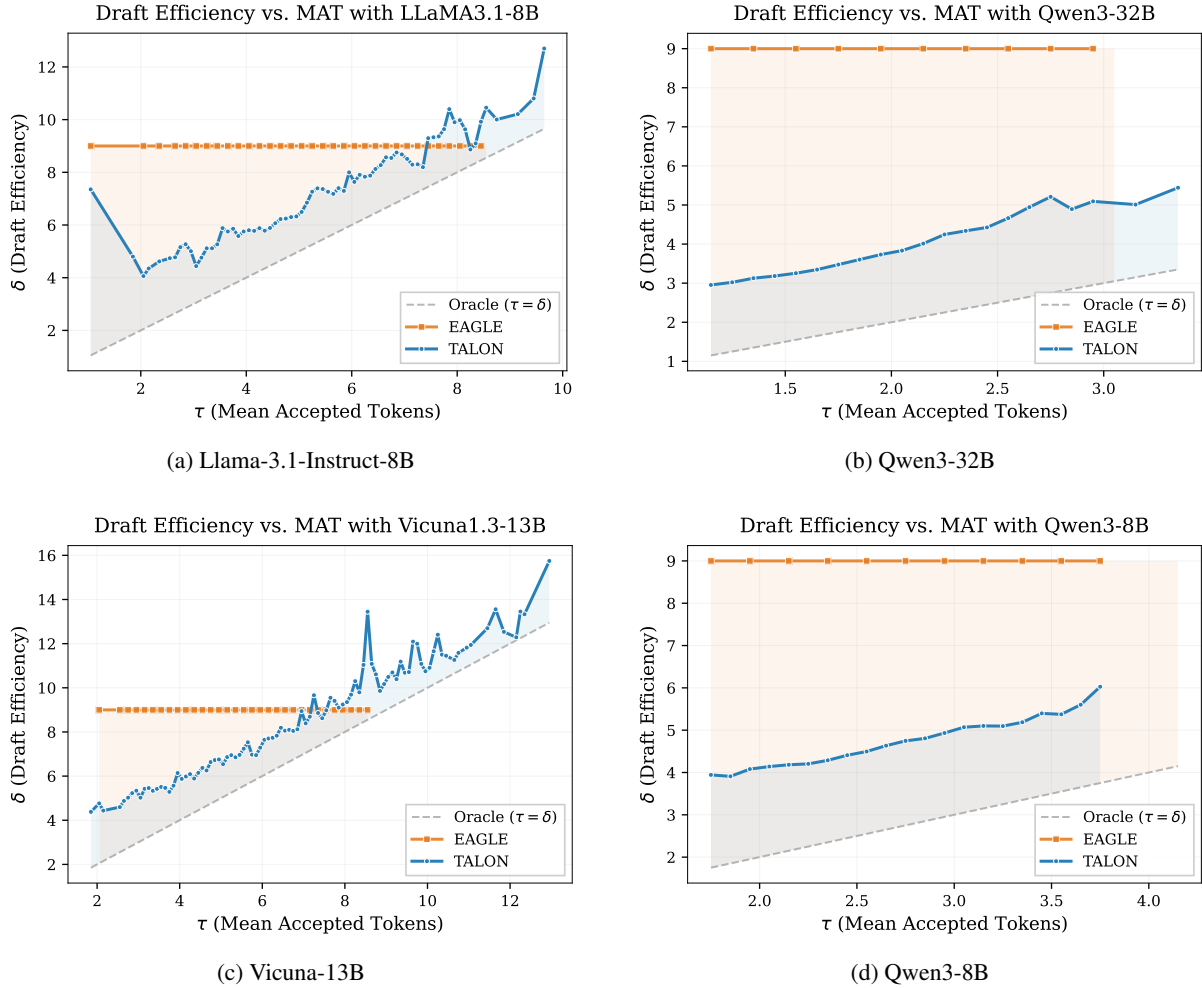 Draft Efficiency vs. MAT with LLaMA3.1-8B
12
10
8
6
4
2
δ (Draft Efficiency)
Oracle (τ = δ)
EAGLE
TALON
2 4 6 8 10
τ (Mean Accepted Tokens)
(a) Llama-3.1-Instruct-8B
Draft Efficiency vs. MAT with Qwen3-32B
9
8
7
6
5
4
3
2
1
δ (Draft Efficiency)
Oracle (τ = δ)
EAGLE
TALON
1.5 2.0 2.5 3.0
τ (Mean Accepted Tokens)
(b) Qwen3-32B
Draft Efficiency vs. MAT with Vicuna1.3-13B
16
14
12
10
8
6
4
2
δ (Draft Efficiency)
Oracle (τ = δ)
EAGLE
TALON
2 4 6 8 10 12
τ (Mean Accepted Tokens)
(c) Vicuna-13B
Draft Efficiency vs. MAT with Qwen3-8B
9
8
7
6
5
4
3
2
δ (Draft Efficiency)
Oracle (τ = δ)
EAGLE
TALON
2.0 2.5 3.0 3.5 4.0
τ (Mean Accepted Tokens)
(d) Qwen3-8B